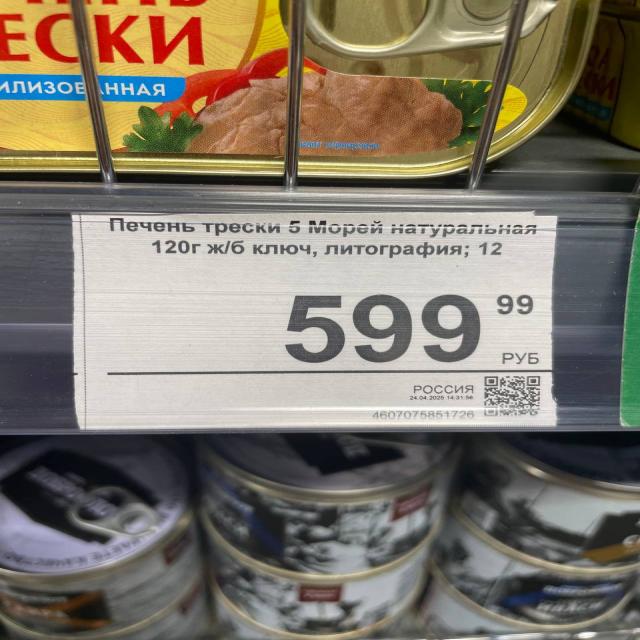 ЕСКИ
ИЛИЗОВАННАЯ
Печень трески 5 Морей натуральная
120г ж/б ключ, литография; 12
599 99
РУБ
РОССИЯ
24.04.2025 14:31:56
4607075851726